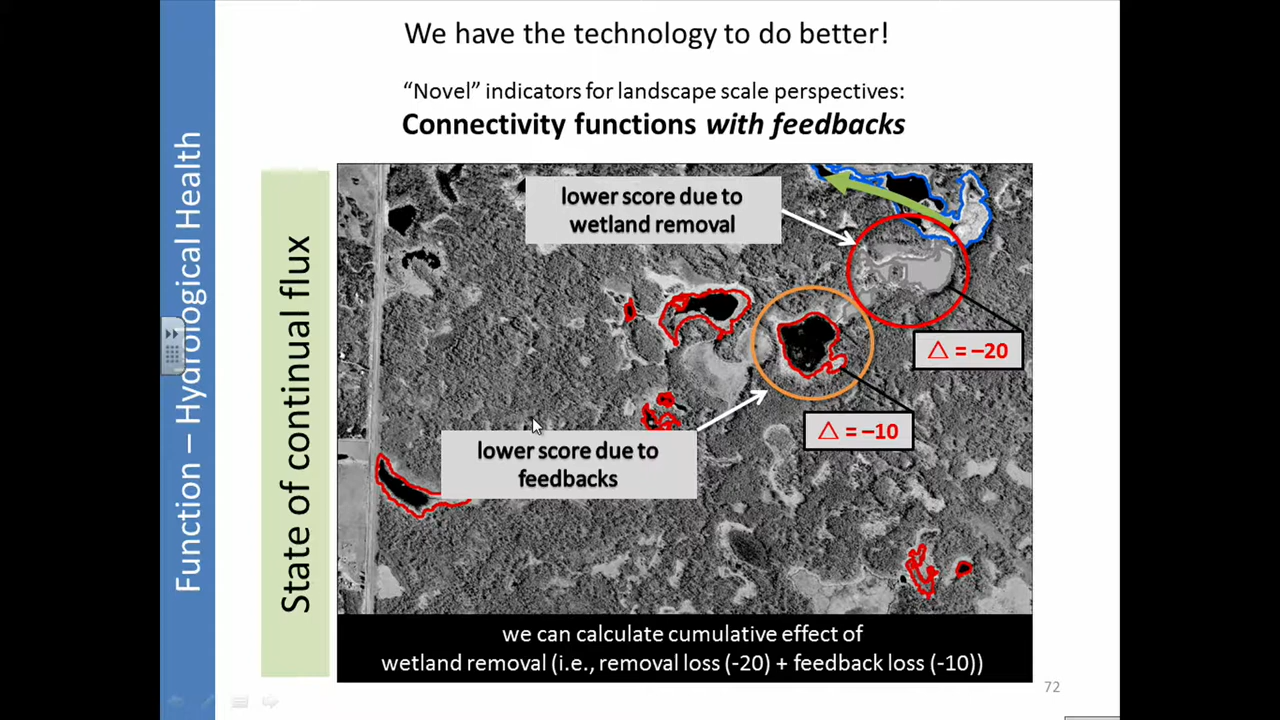 We have the technology to do better!
“Novel” indicators for landscape scale perspectives:
Connectivity functions with feedbacks
Function – Hydrological Health
State of continual flux
lower score due to
wetland removal
△ = –20
△ = –10
lower score due to
feedbacks
we can calculate cumulative effect of
wetland removal (i.e., removal loss (-20) + feedback loss (-10))
72